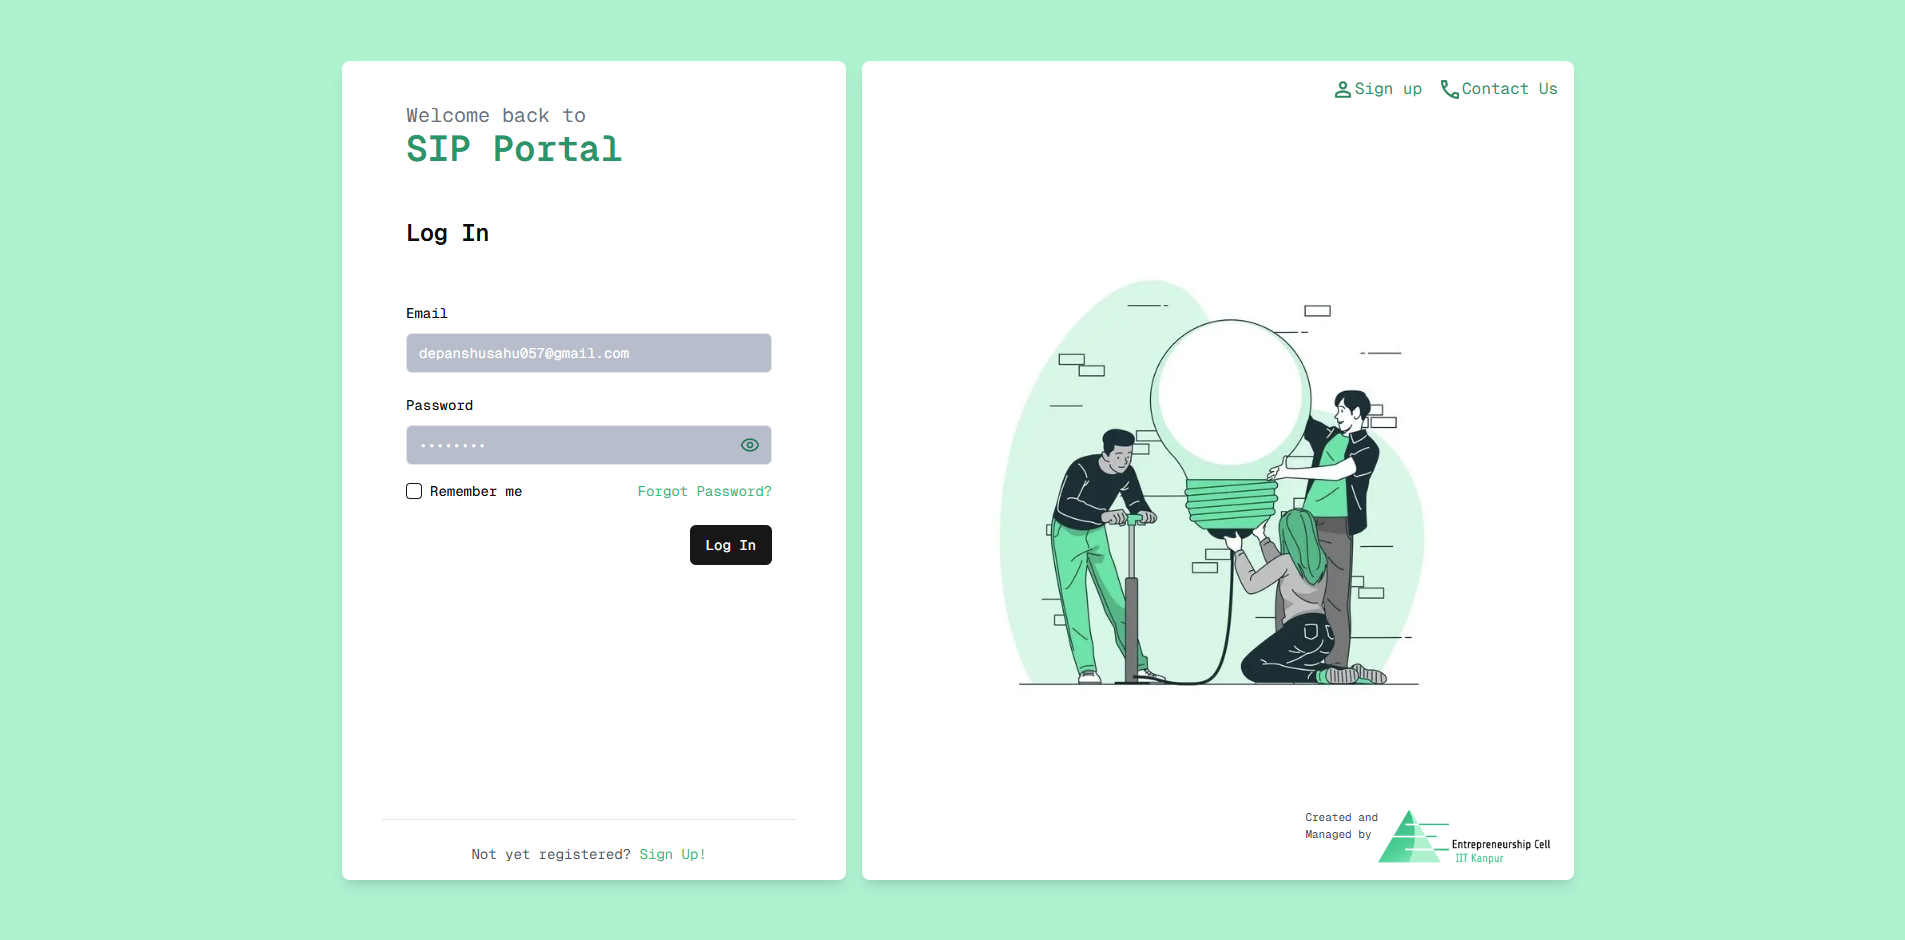 Welcome back to
SIP Portal
Log In
Email
depanshusahu057@gmail.com
Password
••••••••
Remember me
Forgot Password?
Log In
Not yet registered? Sign Up!
Sign up
Contact Us
Created and
Managed by
Entrepreneurship Cell
IIT Kanpur